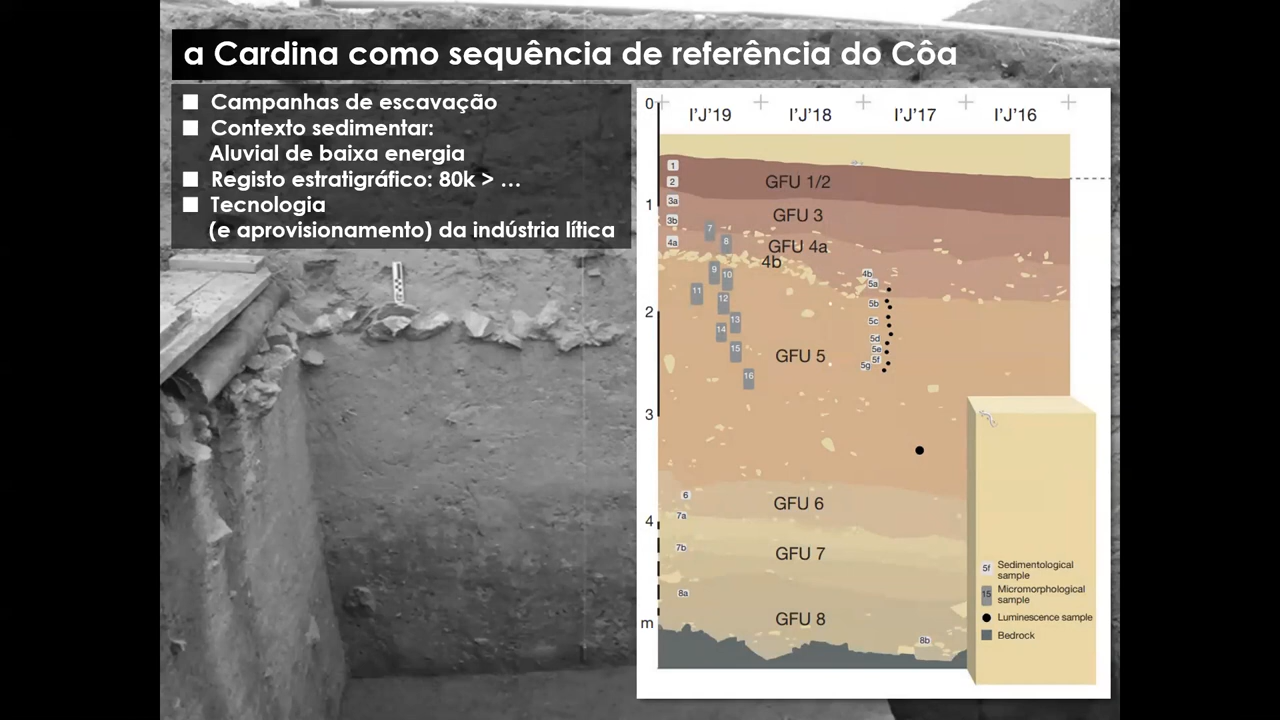 a Cardina como sequência de referência do Côa
■ Campanhas de escavação
■ Contexto sedimentar:
Aluvial de baixa energia
■ Registo estratigráfico: 80k > ...
■ Tecnologia
(e aprovisionamento) da indústria lítica
0
I'J'19
I'J'18
I'J'17
I'J'16
1
2
GFU 1/2
3a
1
GFU 3
3b
7
4a
8
GFU 4a
4b
9
10
4b
5a
11
12
5b
2
13
5c
14
5d
15
5e
GFU 5
5f
5g
16
3
6
GFU 6
7a
4
7b
GFU 7
8a
GFU 8
m
8b
5f Sedimentological
sample
15 Micromorphological
sample
Luminescence sample
Bedrock